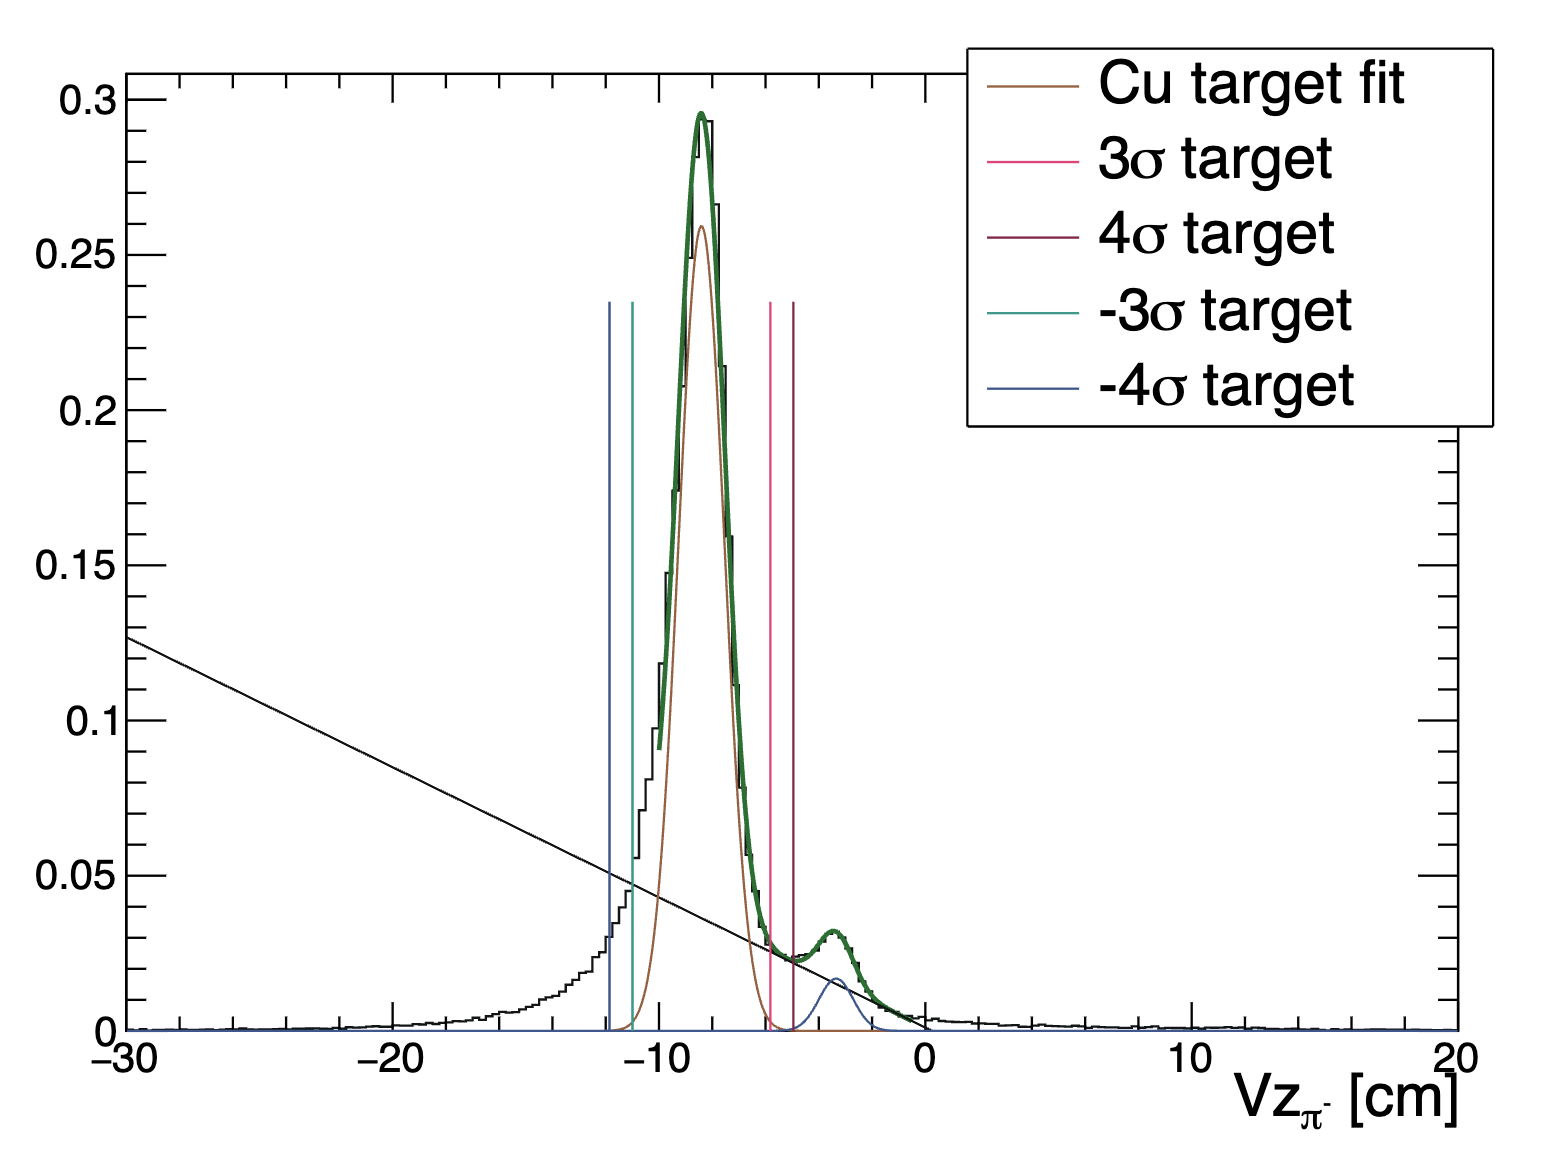 Cu target fit
3σ target
4σ target
-3σ target
-4σ target
0.3
0.25
0.2
0.15
0.1
0.05
0
−30 −20 −10 0 10 20
Vzπ- [cm]